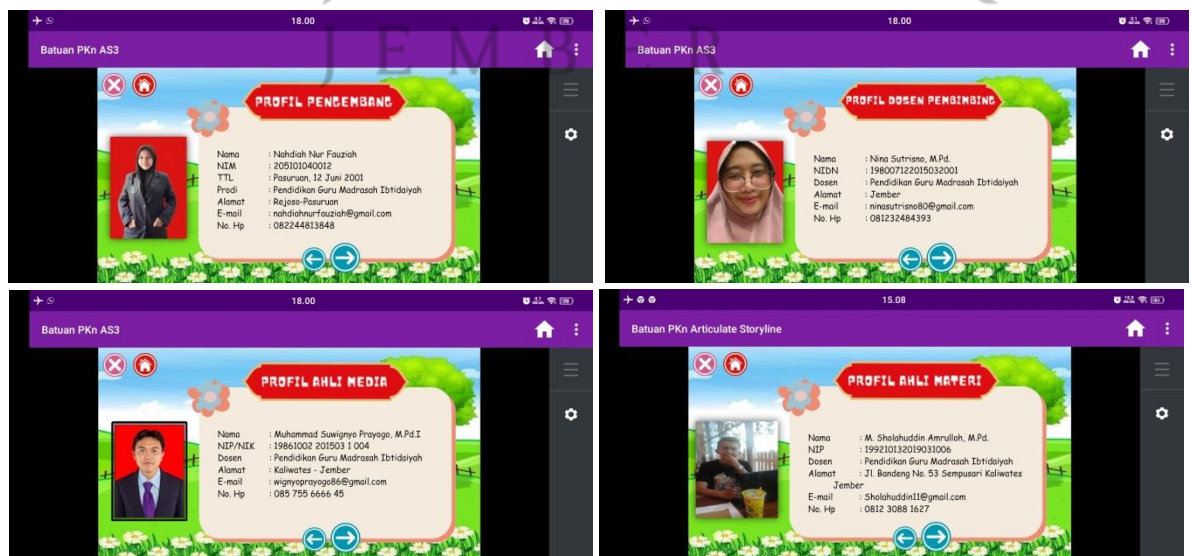 18.00
Batuan PKn AS3
PROFIL PENGEMBANG
Nama : Nahdiah Nur Fauziah
NIM : 205101040012
TTL : Pasuruan, 12 Juni 2001
Prodi : Pendidikan Guru Madrasah Ibtidaiyah
Alamat : Rejoso-Pasuruan
E-mail : nahdiahnurfauziah@gmail.com
No. Hp : 082244813848
18.00
Batuan PKn AS3
PROFIL DOSEN PEMBIMBING
Nama : Nina Sutrisno, M.Pd.
NIDN : 198007122015032001
Dosen : Pendidikan Guru Madrasah Ibtidaiyah
Alamat : Jember
E-mail : ninasutrisno80@gmail.com
No. Hp : 081232484393
JEMBER
18.00
Batuan PKn AS3
PROFIL AHLI MEDIA
Nama : Muhammad Suwignyo Prayogo, M.Pd.I
NIP/NIK : 19861002 201503 1 004
Dosen : Pendidikan Guru Madrasah Ibtidaiyah
Alamat : Kaliwates - Jember
E-mail : wignyoprayogo86@gmail.com
No. Hp : 085 755 6666 45
15.08
Batuan PKn Articulate Storyline
PROFIL AHLI MATERI
Nama : M. Sholahuddin Amrulloh, M.Pd.
NIP : 199210132019031006
Dosen : Pendidikan Guru Madrasah Ibtidaiyah
Alamat : Jl. Bandeng No. 53 Sempusari Kaliwates
Jember
E-mail : Sholahuddin11@gmail.com
No. Hp : 0812 3088 1627